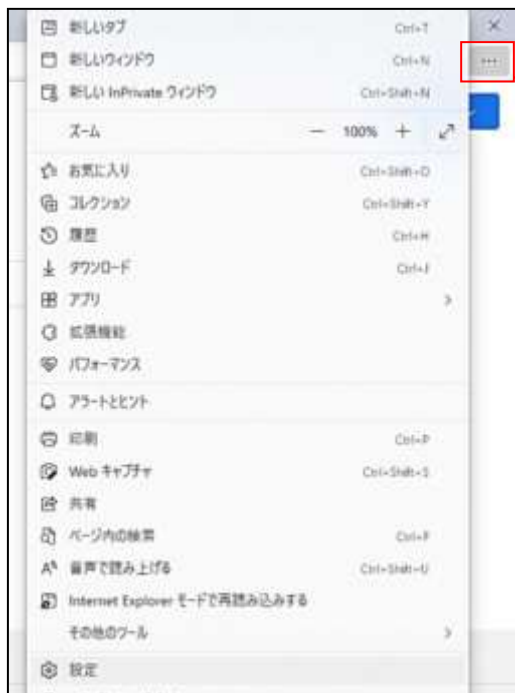 新しいタブ Ctrl+T
新しいウィンドウ Ctrl+N
新しい InPrivate ウィンドウ Ctrl+Shift+N
ズーム — 100% +
お気に入り Ctrl+Shift+O
コレクション Ctrl+Shift+Y
履歴 Ctrl+H
ダウンロード Ctrl+J
アプリ
拡張機能
パフォーマンス
アラートとヒント
印刷 Ctrl+P
Web キャプチャ Ctrl+Shift+S
共有
ページ内の検索 Ctrl+F
音声で読み上げる Ctrl+Shift+U
Internet Explorer モードで再読み込みする
その他のツール
設定